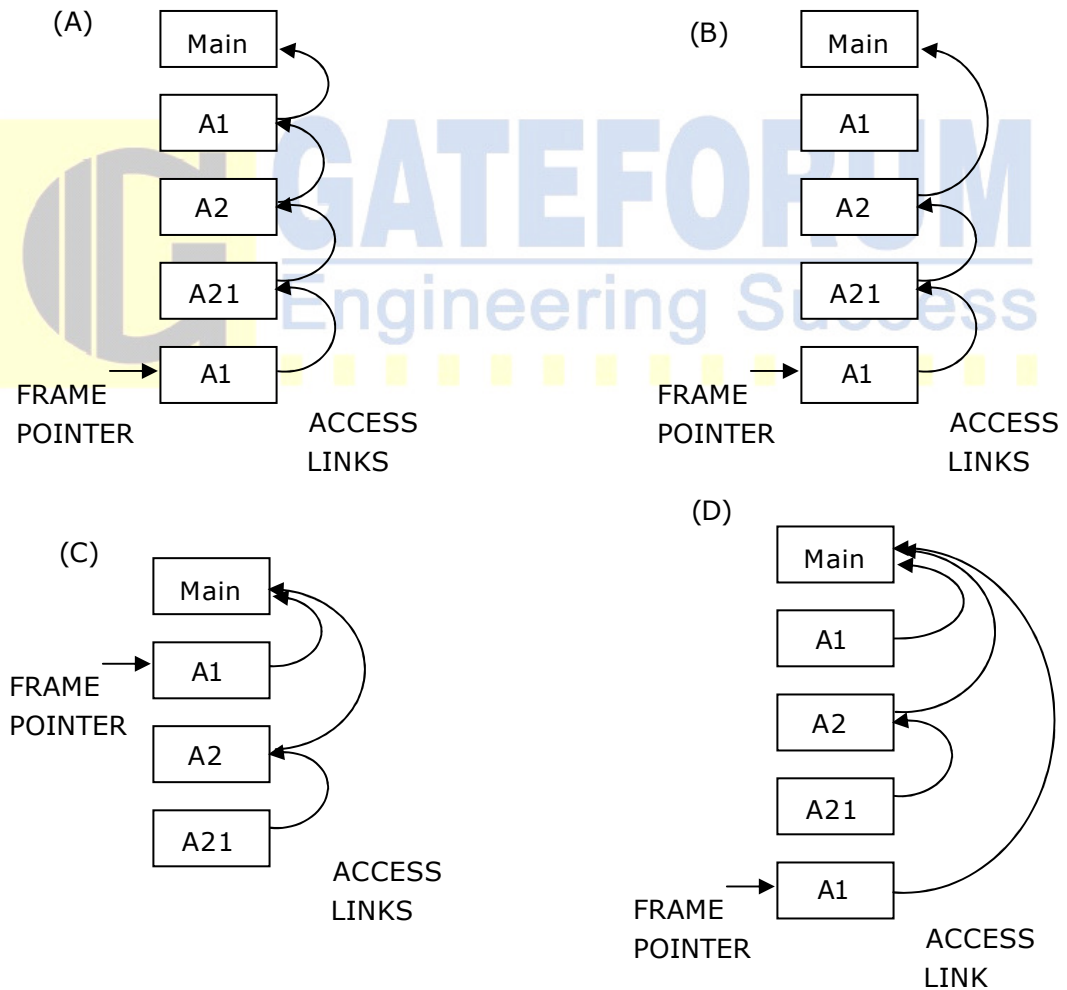 (A)
Main
A1
A2
A21
A1
FRAME
POINTER
ACCESS
LINKS
(B)
Main
A1
A2
A21
A1
FRAME
POINTER
ACCESS
LINKS
(C)
Main
A1
A2
A21
FRAME
POINTER
ACCESS
LINKS
(D)
Main
A1
A2
A21
A1
FRAME
POINTER
ACCESS
LINK
GATEFORUM
Engineering Success